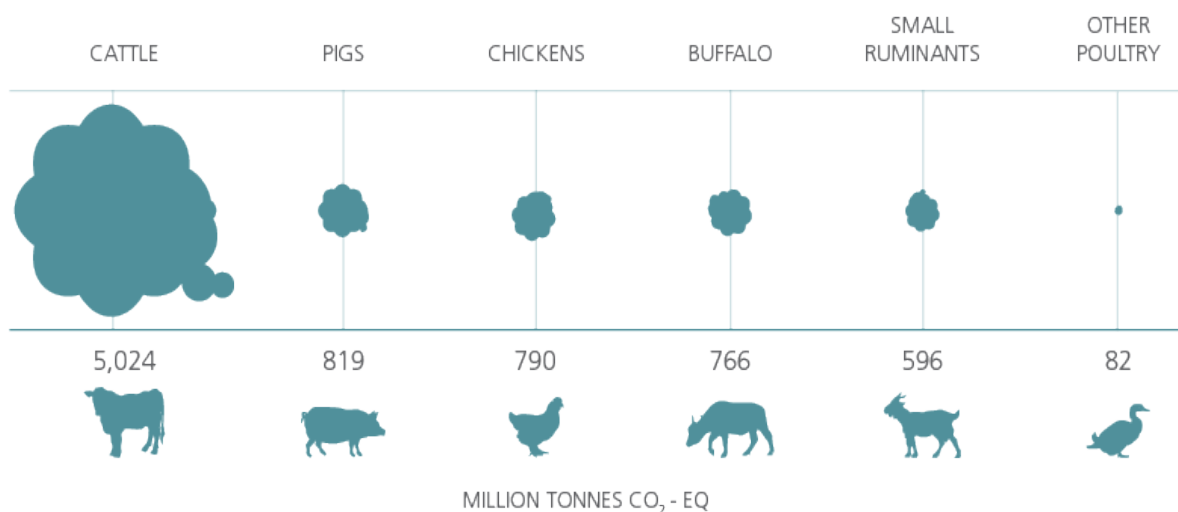 CATTLE
PIGS
CHICKENS
BUFFALO
SMALL
RUMINANTS
OTHER
POULTRY
5,024
819
790
766
596
82
MILLION TONNES CO₂ - EQ